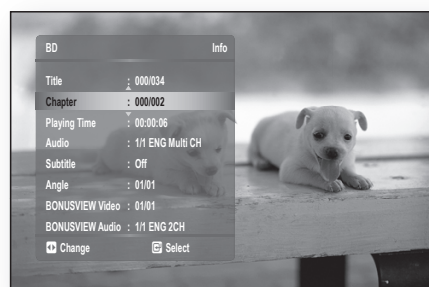 BD Info
Title : 000/034
Chapter : 000/002
Playing Time : 00:00:06
Audio : 1/1 ENG Multi CH
Subtitle : Off
Angle : 01/01
BONUSVIEW Video : 01/01
BONUSVIEW Audio : 1/1 ENG 2CH
Change Select